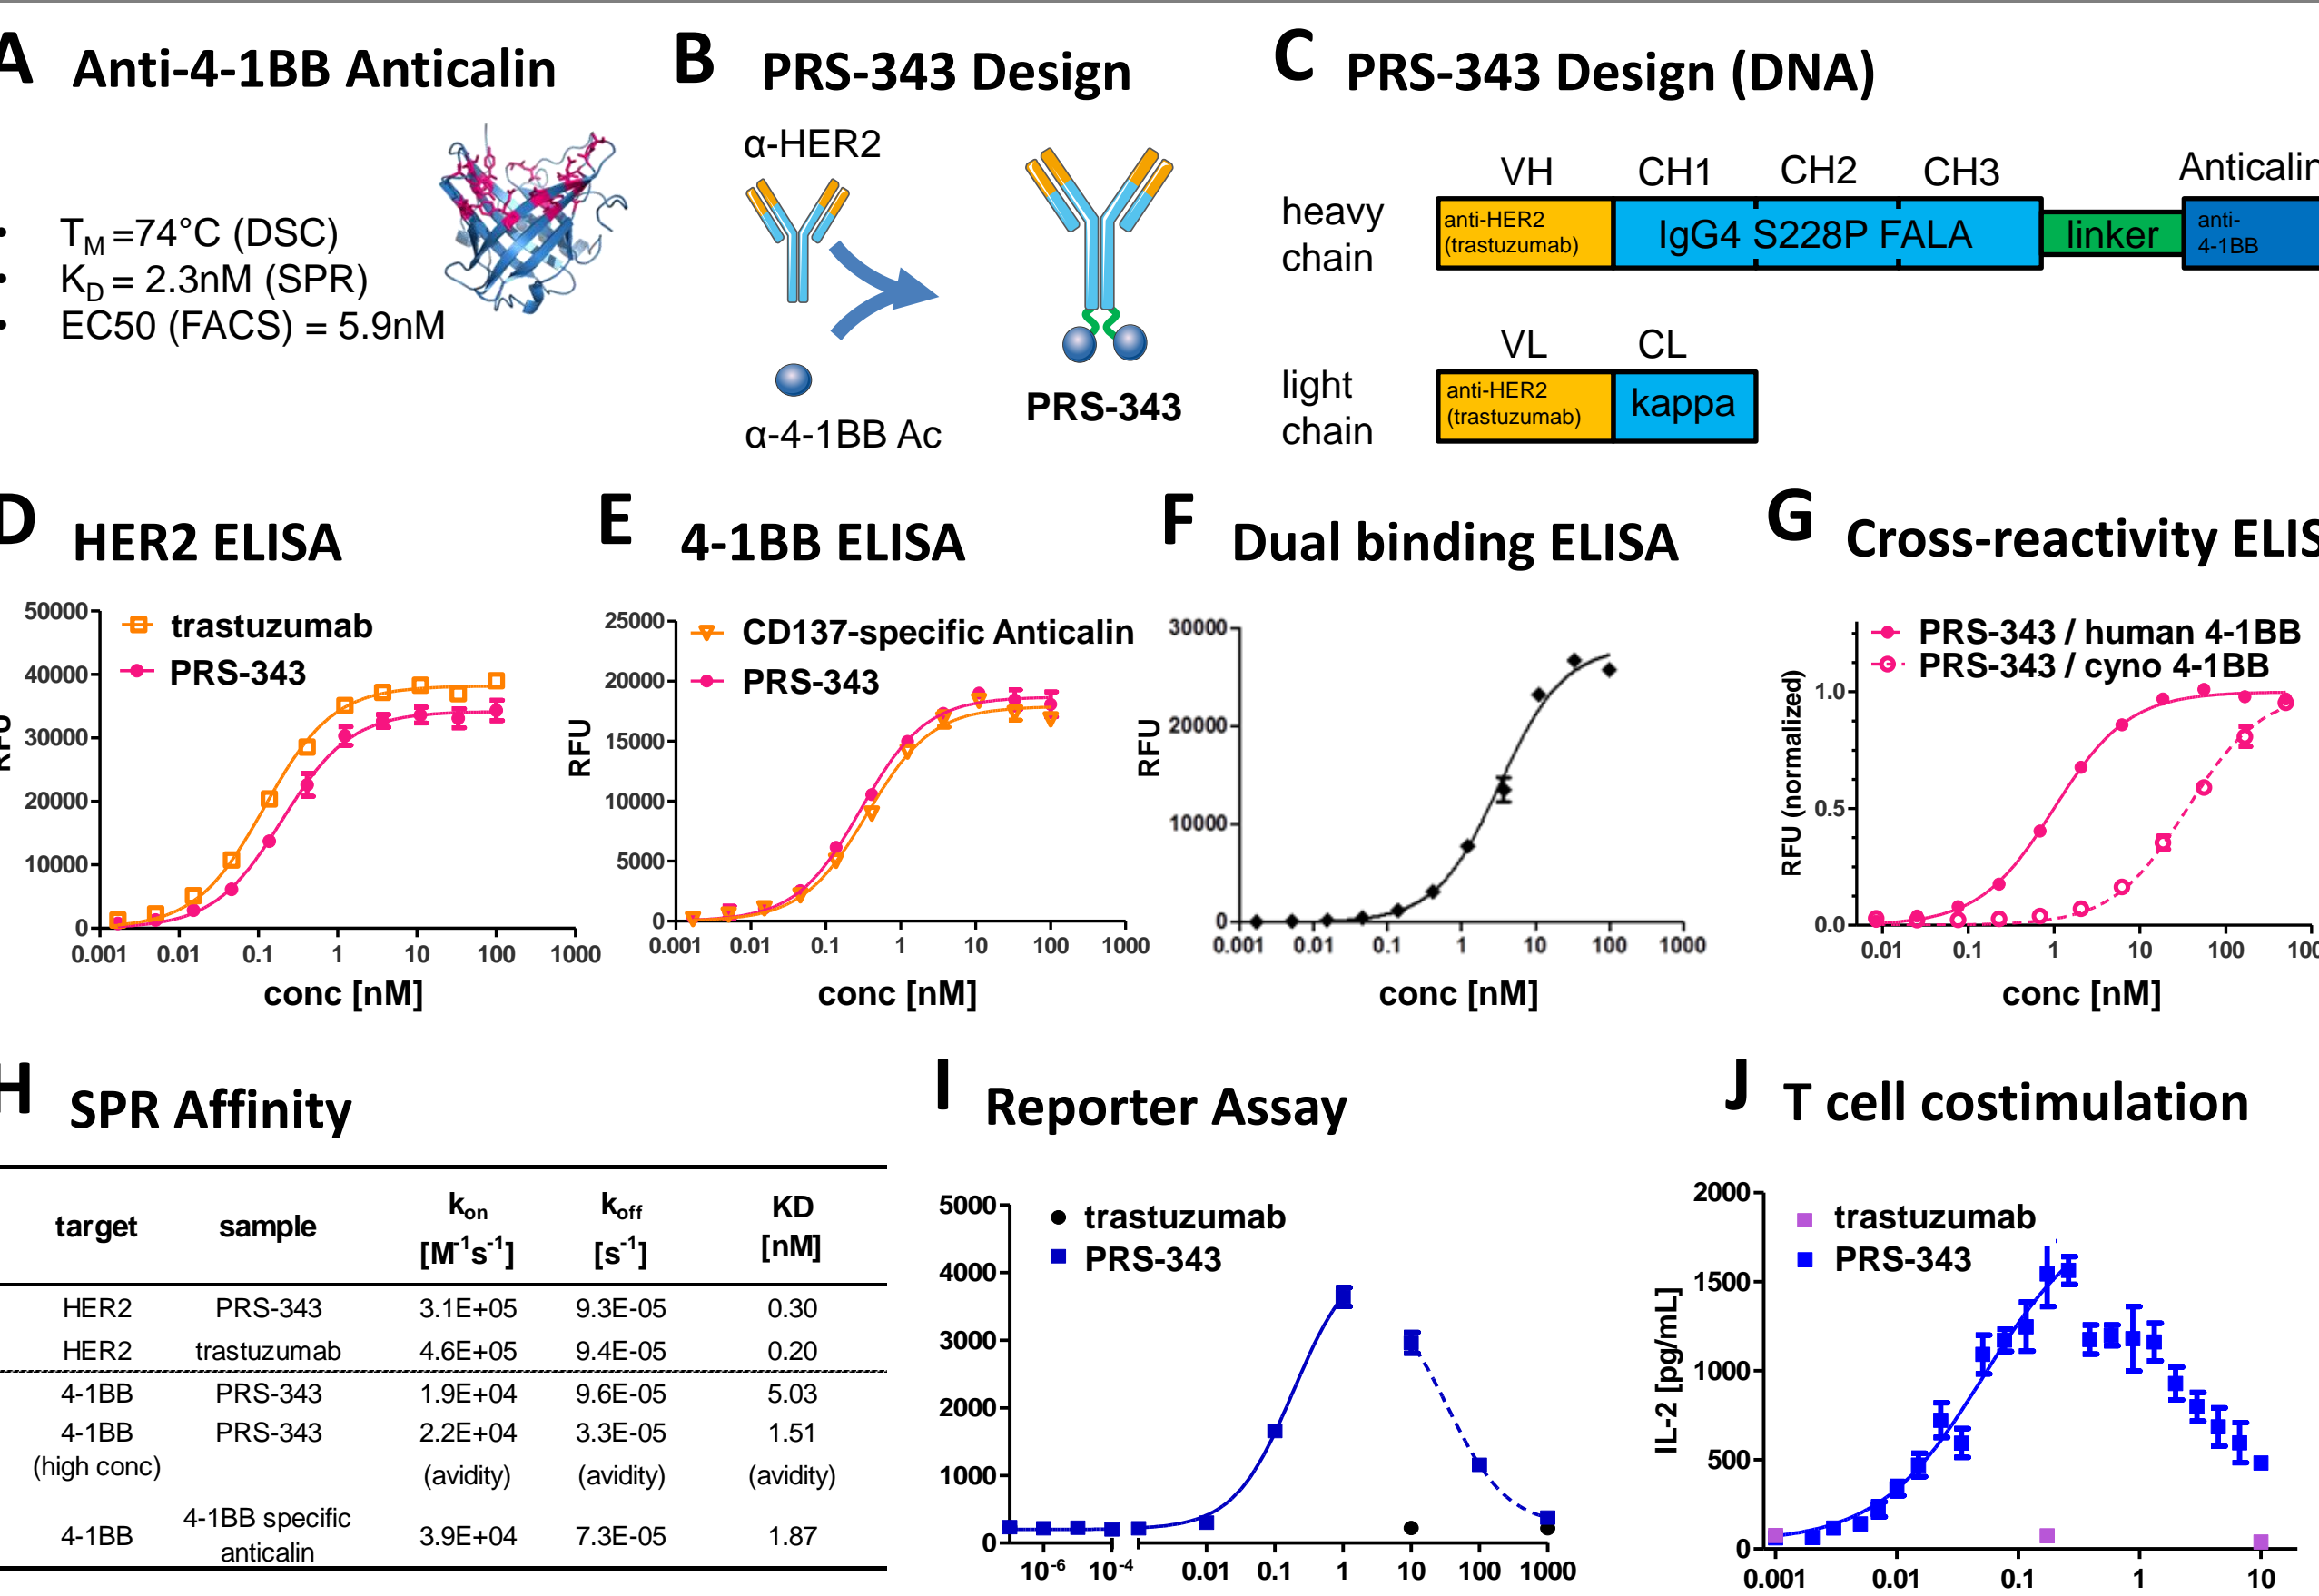 A Anti-4-1BB Anticalin
• TM =74°C (DSC)
• KD = 2.3nM (SPR)
• EC50 (FACS) = 5.9nM
B PRS-343 Design
α-HER2
α-4-1BB Ac
PRS-343
C PRS-343 Design (DNA)
VH CH1 CH2 CH3 Anticalin
heavy
chain
anti-HER2
(trastuzumab)
IgG4 S228P FALA
linker
anti-
4-1BB
VL CL
light
chain
anti-HER2
(trastuzumab)
kappa
D HER2 ELISA
trastuzumab
PRS-343
RFU
50000
40000
30000
20000
10000
0
0.001 0.01 0.1 1 10 100 1000
conc [nM]
E 4-1BB ELISA
CD137-specific Anticalin
PRS-343
RFU
25000
20000
15000
10000
5000
0
0.001 0.01 0.1 1 10 100 1000
conc [nM]
F Dual binding ELISA
RFU
30000
20000
10000
0
0.001 0.01 0.1 1 10 100 1000
conc [nM]
G Cross-reactivity ELIS
PRS-343 / human 4-1BB
PRS-343 / cyno 4-1BB
RFU (normalized)
1.0
0.5
0.0
0.01 0.1 1 10 100 100
conc [nM]
H SPR Affinity
target sample kon [M-1s-1] koff [s-1] KD [nM]
HER2 PRS-343 3.1E+05 9.3E-05 0.30
HER2 trastuzumab 4.6E+05 9.4E-05 0.20
4-1BB PRS-343 1.9E+04 9.6E-05 5.03
4-1BB PRS-343 2.2E+04 3.3E-05 1.51
(high conc) (avidity) (avidity) (avidity)
4-1BB 4-1BB specific anticalin 3.9E+04 7.3E-05 1.87
I Reporter Assay
trastuzumab
PRS-343
5000
4000
3000
2000
1000
0
10-6 10-4 0.01 0.1 1 10 100 1000
J T cell costimulation
trastuzumab
PRS-343
IL-2 [pg/mL]
2000
1500
1000
500
0
0.001 0.01 0.1 1 10